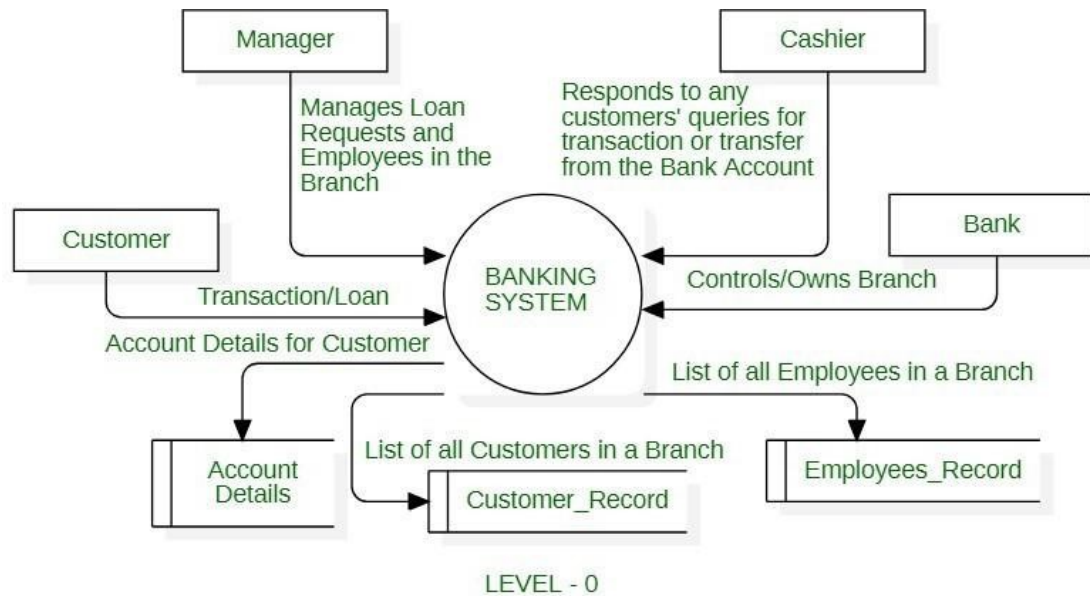 Manager
Cashier
Manages Loan
Requests and
Employees in the
Branch
Responds to any
customers' queries for
transaction or transfer
from the Bank Account
Customer
Bank
BANKING
SYSTEM
Transaction/Loan
Controls/Owns Branch
Account Details for Customer
List of all Employees in a Branch
List of all Customers in a Branch
Account
Details
Customer_Record
Employees_Record
LEVEL - 0